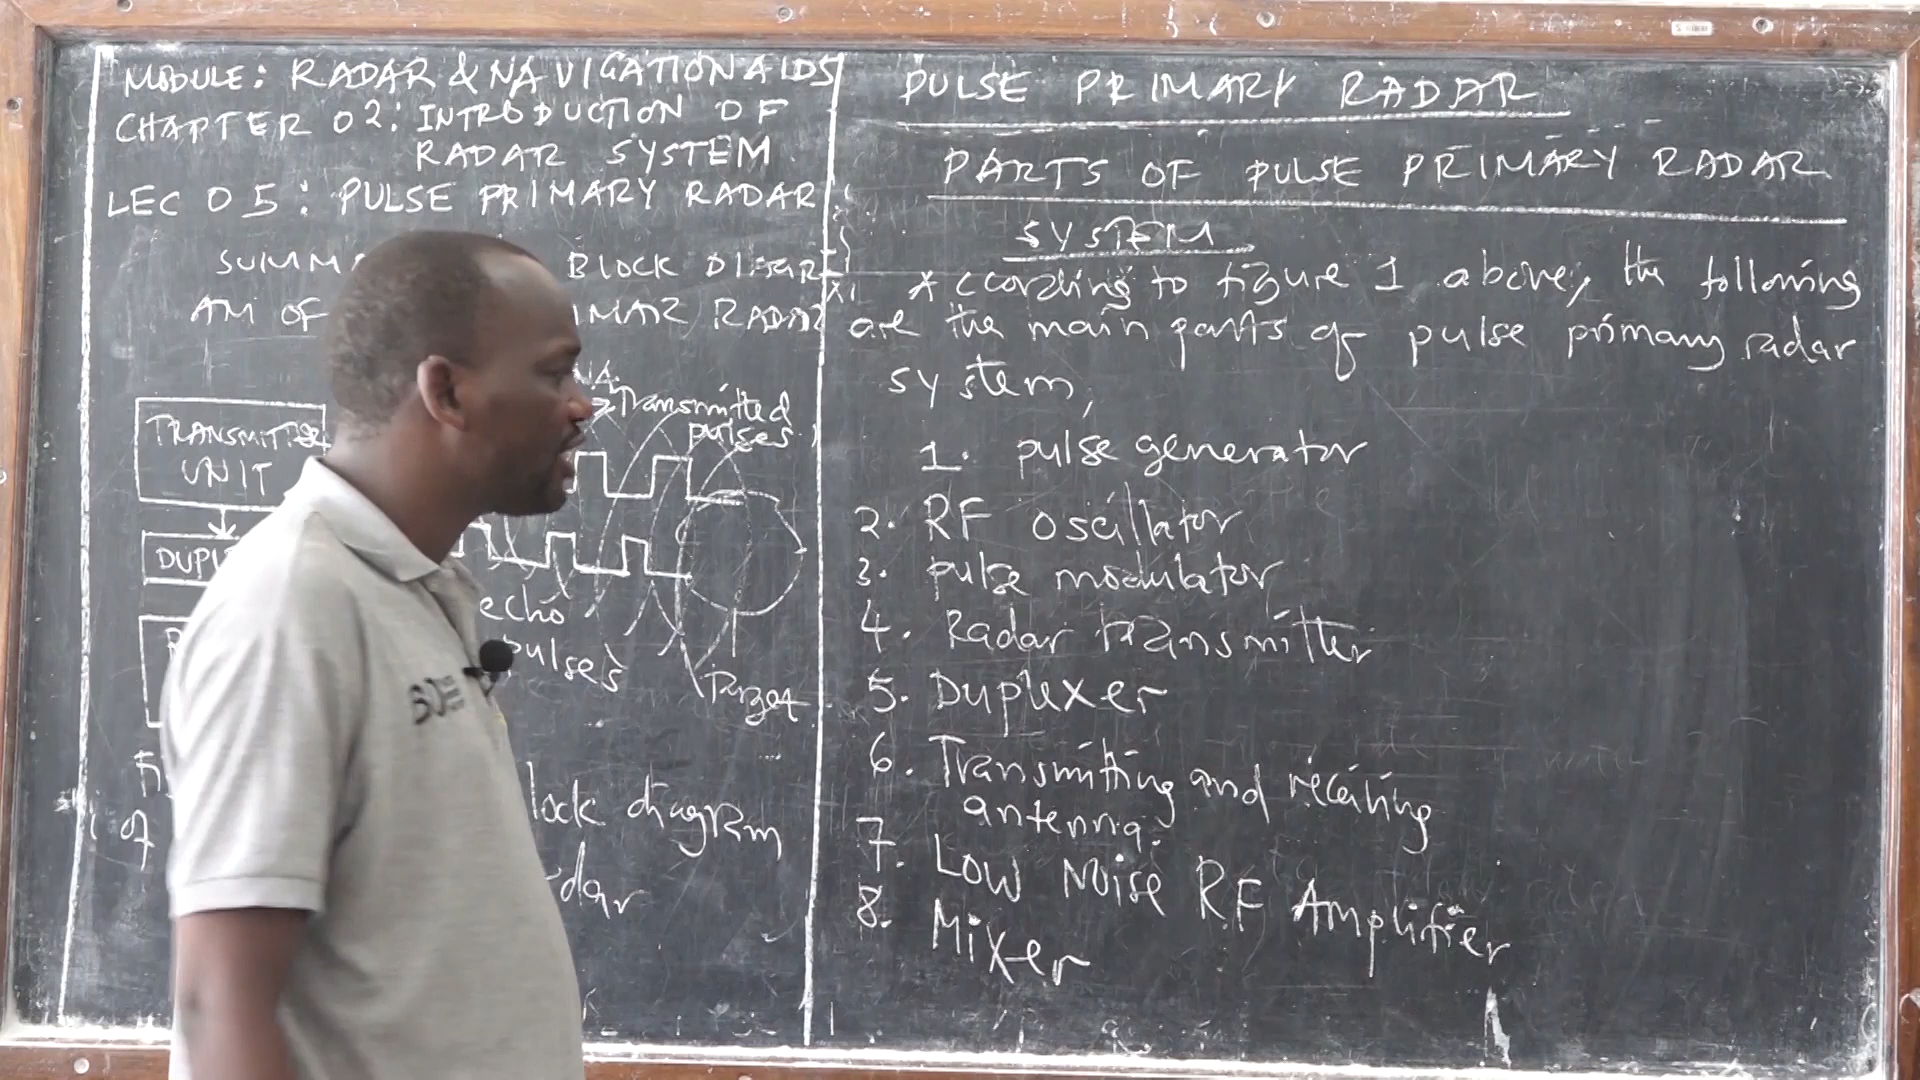 MODULE: RADAR & NAVIGATION AIDS
CHAPTER 02: INTRODUCTION OF
RADAR SYSTEM
LEC 05: PULSE PRIMARY RADAR
BLOCK DIAGR
AM OF RADAR
Transmitted
pulses
TRANSMITTER
UNIT
echo
pulses
Target
lock diagram
of
PULSE PRIMARY RADAR
PARTS OF PULSE PRIMARY RADAR
SYSTEM
According to figure 1 above, the following
are the main parts of pulse primary radar
system,
1. pulse generator
2. RF oscillator
3. pulse modulator
4. Radar transmitter
5. Duplexer
6. Transmitting and receiving
antenna.
7. Low Noise RF Amplifier
8. Mixer